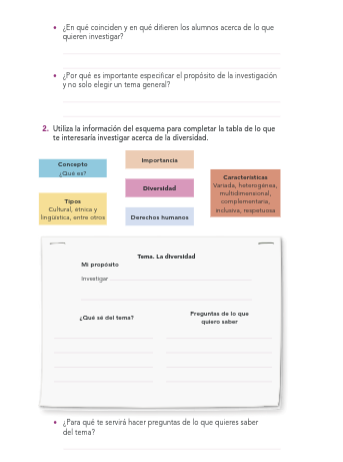 • ¿En qué coinciden y en qué difieren los alumnos acerca de lo que
quieren investigar?
• ¿Por qué es importante especificar el propósito de la investigación
y no solo elegir un tema general?
2. Utiliza la información del esquema para completar la tabla de lo que
te interesaría investigar acerca de la diversidad.
Concepto
¿Qué es?
Importancia
Características
Variada, heterogénea,
multidimensional,
complementaria,
inclusiva, respetuosa
Diversidad
Tipos
Cultural, étnica y
lingüística, entre otros
Derechos humanos
Tema. La diversidad
Mi propósito
Investigar
¿Qué sé del tema?
Preguntas de lo que
quiero saber
• ¿Para qué te servirá hacer preguntas de lo que quieres saber
del tema?